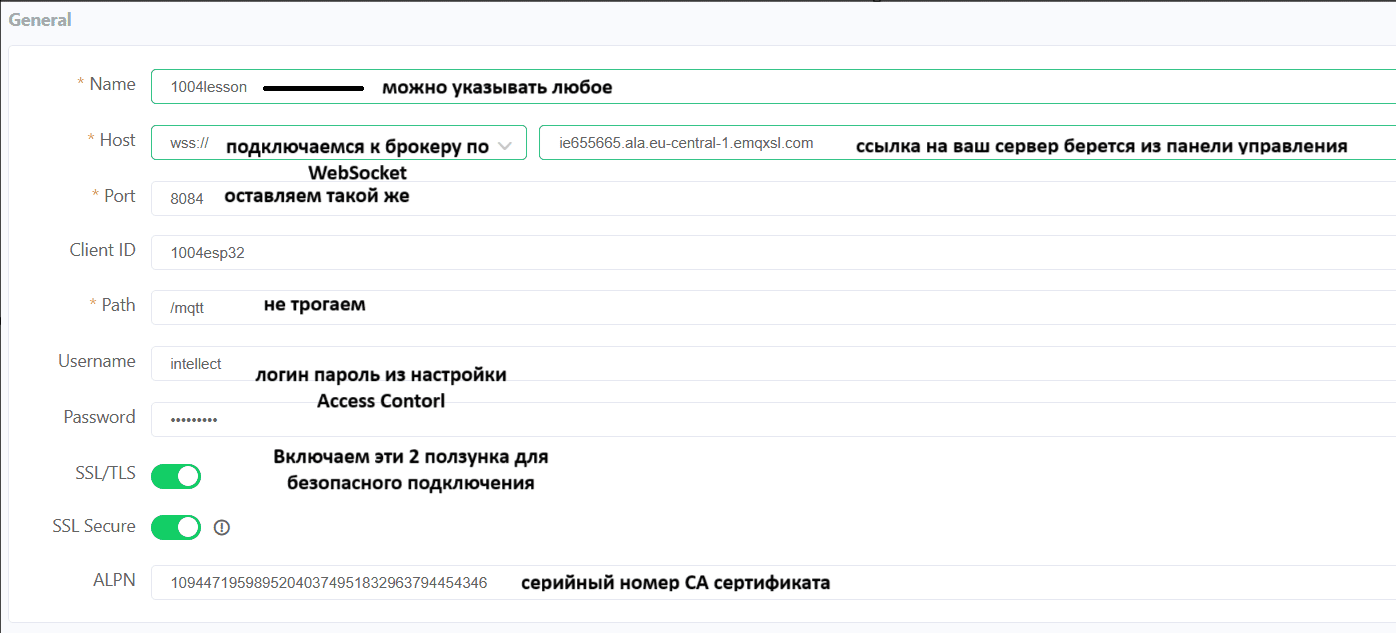 General
* Name 1004lesson можно указывать любое
* Host wss:// подключаемся к брокеру по ie655665.ala.eu-central-1.emqxsl.com ссылка на ваш сервер берется из панели управления
WebSocket
* Port 8084 оставляем такой же
Client ID 1004esp32
* Path /mqtt не трогаем
Username intellect
логин пароль из настройки
Access Contorl
Password •••••••••
Включаем эти 2 ползунка для
SSL/TLS
безопасного подключения
SSL Secure
ALPN 10944719598952040374951832963794454346 серийный номер CA сертификата